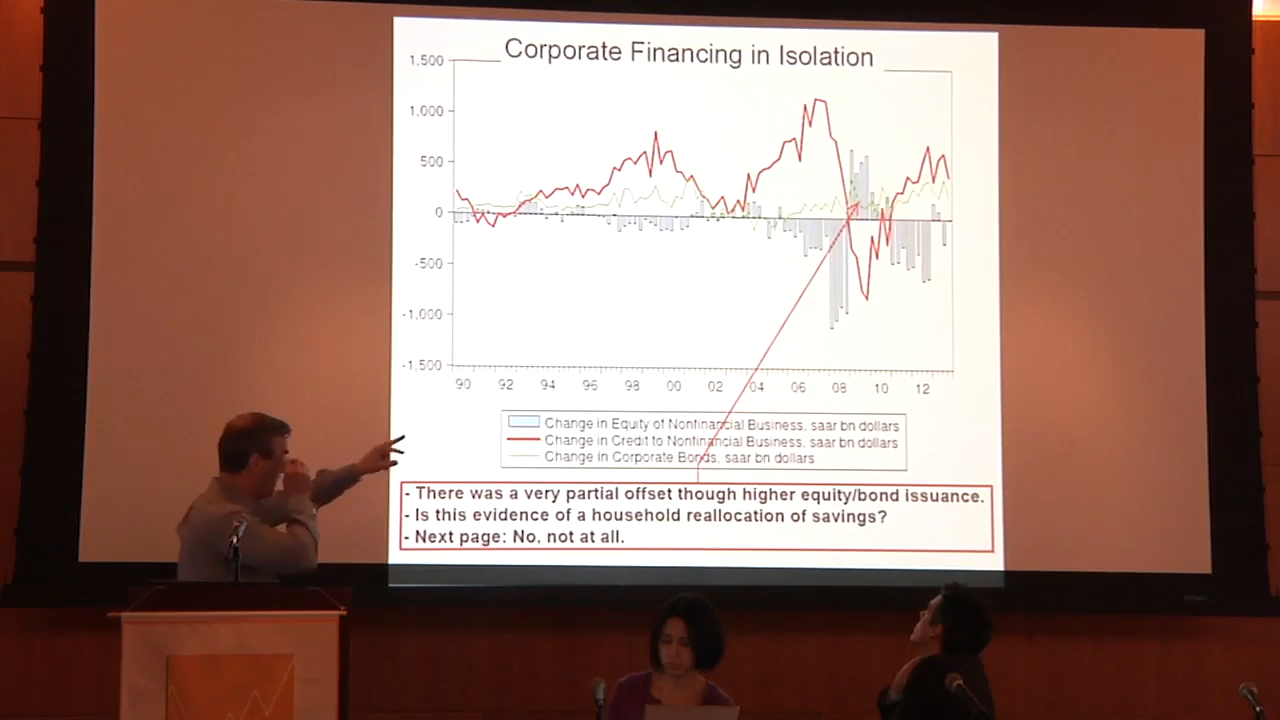 Corporate Financing in Isolation
1,500
1,000
500
0
-500
-1,000
-1,500
90 92 94 96 98 00 02 04 06 08 10 12
Change in Equity of Nonfinancial Business, saar bn dollars
Change in Credit to Nonfinancial Business, saar bn dollars
Change in Corporate Bonds, saar bn dollars
- There was a very partial offset though higher equity/bond issuance.
- Is this evidence of a household reallocation of savings?
- Next page: No, not at all.